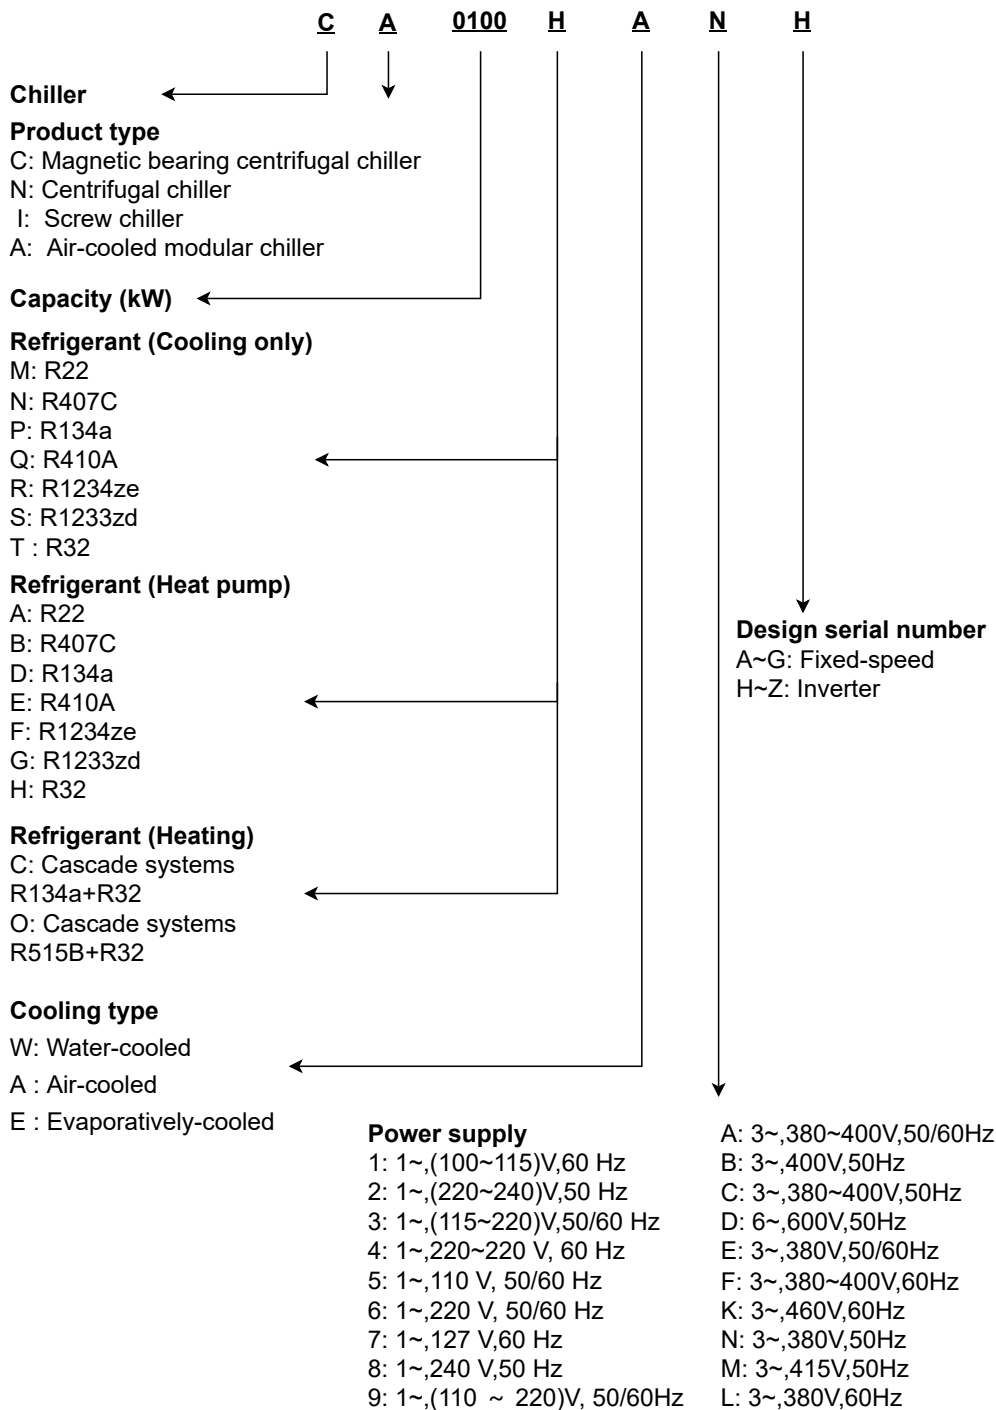 C A 0100 H A N H
Chiller
Product type
C: Magnetic bearing centrifugal chiller
N: Centrifugal chiller
I: Screw chiller
A: Air-cooled modular chiller
Capacity (kW)
Refrigerant (Cooling only)
M: R22
N: R407C
P: R134a
Q: R410A
R: R1234ze
S: R1233zd
T : R32
Refrigerant (Heat pump)
A: R22
B: R407C
D: R134a
E: R410A
F: R1234ze
G: R1233zd
H: R32
Design serial number
A~G: Fixed-speed
H~Z: Inverter
Refrigerant (Heating)
C: Cascade systems
R134a+R32
O: Cascade systems
R515B+R32
Cooling type
W: Water-cooled
A : Air-cooled
E : Evaporatively-cooled
Power supply
1: 1~,(100~115)V,60 Hz
2: 1~,(220~240)V,50 Hz
3: 1~,(115~220)V,50/60 Hz
4: 1~,220~220 V, 60 Hz
5: 1~,110 V, 50/60 Hz
6: 1~,220 V, 50/60 Hz
7: 1~,127 V,60 Hz
8: 1~,240 V,50 Hz
9: 1~,(110 ~ 220)V, 50/60Hz
A: 3~,380~400V,50/60Hz
B: 3~,400V,50Hz
C: 3~,380~400V,50Hz
D: 6~,600V,50Hz
E: 3~,380V,50/60Hz
F: 3~,380~400V,60Hz
K: 3~,460V,60Hz
N: 3~,380V,50Hz
M: 3~,415V,50Hz
L: 3~,380V,60Hz